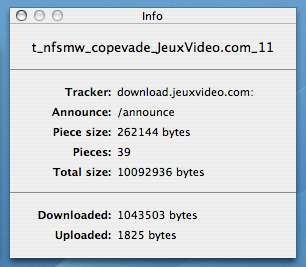 Info
t_nfsmw_copevade_JeuxVideo.com_11
Tracker: download.jeuxvideo.com:
Announce: /announce
Piece size: 262144 bytes
Pieces: 39
Total size: 10092936 bytes
Downloaded: 1043503 bytes
Uploaded: 1825 bytes